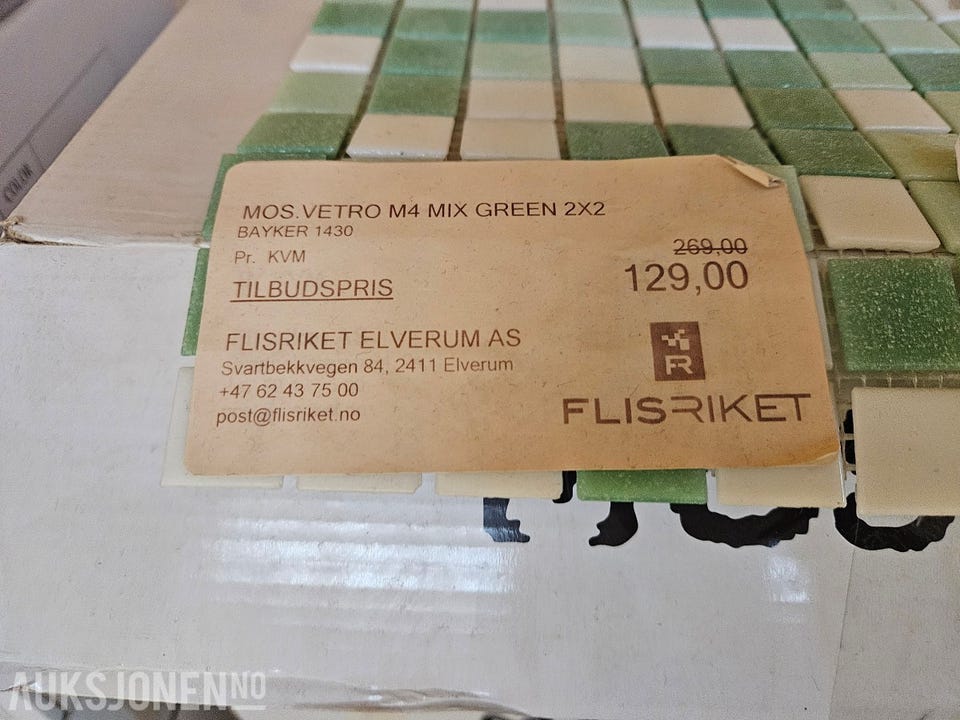 COLOR
MOS.VETRO M4 MIX GREEN 2X2
BAYKER 1430
Pr. KVM
269,00
TILBUDSPRIS
129,00
FLISRIKET ELVERUM AS
Svartbekkvegen 84, 2411 Elverum
+47 62 43 75 00
post@flisriket.no
R
FLISRIKET
AUKSJONEN.NO